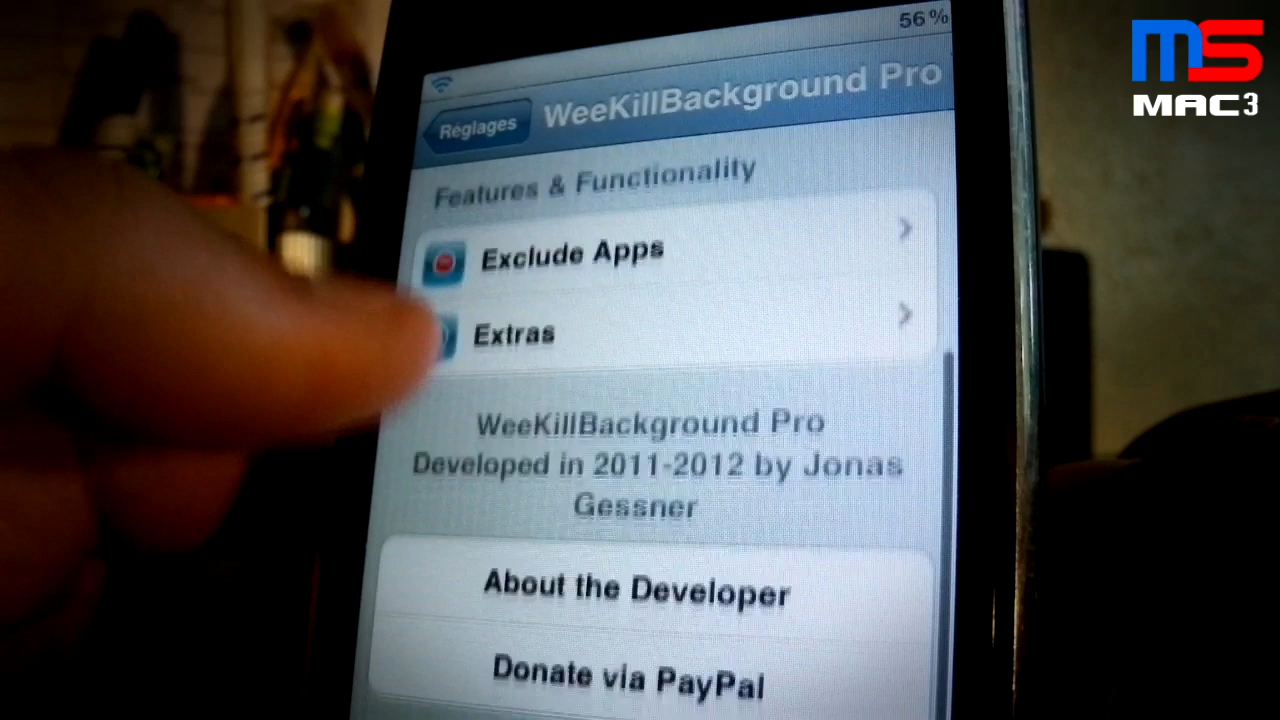 56%
MS
MAC3
WeeKillBackground Pro
Réglages
Features & Functionality
Exclude Apps
Extras
WeeKillBackground Pro
Developed in 2011-2012 by Jonas
Gessner
About the Developer
Donate via PayPal